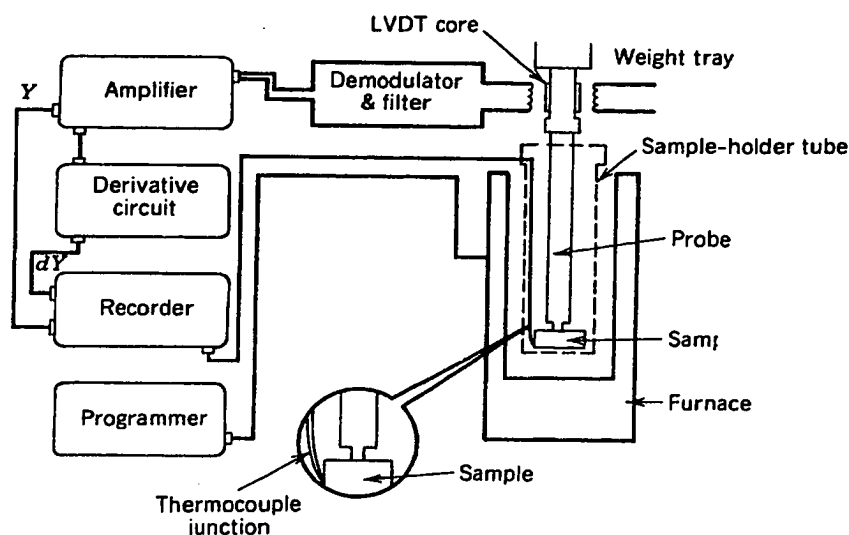 LVDT core
Weight tray
Y
Amplifier
Demodulator
& filter
Sample-holder tube
Derivative
circuit
dY
Probe
Recorder
Programmer
Furnace
Sample
Thermocouple
junction